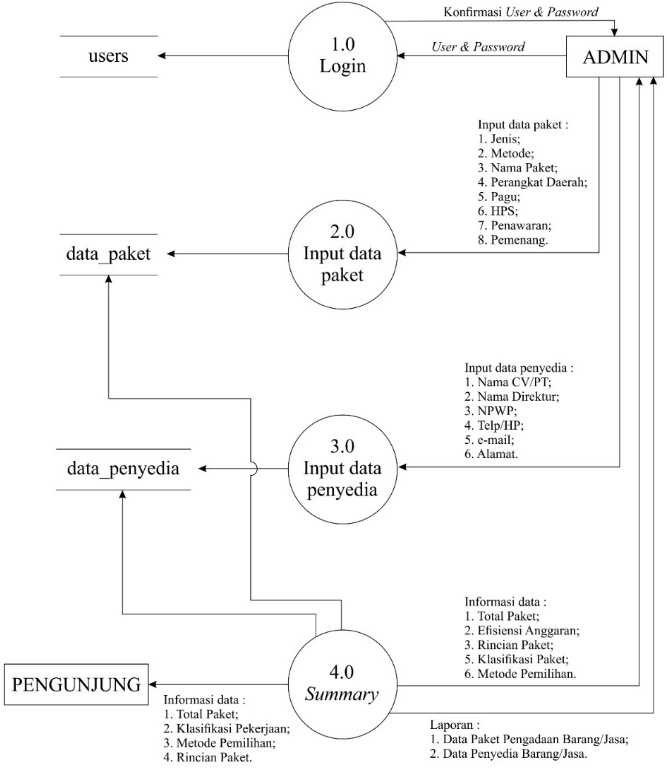 Konfirmasi User & Password
1.0
Login
users
User & Password
ADMIN
Input data paket :
1. Jenis;
2. Metode;
3. Nama Paket;
4. Perangkat Daerah;
5. Pagu;
6. HPS;
7. Penawaran;
8. Pemenang.
2.0
Input data
paket
data_paket
Input data penyedia :
1. Nama CV/PT;
2. Nama Direktur;
3. NPWP;
4. Telp/HP;
5. e-mail;
6. Alamat.
3.0
Input data
penyedia
data_penyedia
Informasi data :
1. Total Paket;
2. Efisiensi Anggaran;
3. Rincian Paket;
5. Klasifikasi Paket;
6. Metode Pemilihan.
4.0
Summary
PENGUNJUNG
Informasi data :
1. Total Paket;
2. Klasifikasi Pekerjaan;
3. Metode Pemilihan;
4. Rincian Paket.
Laporan :
1. Data Paket Pengadaan Barang/Jasa;
2. Data Penyedia Barang/Jasa.